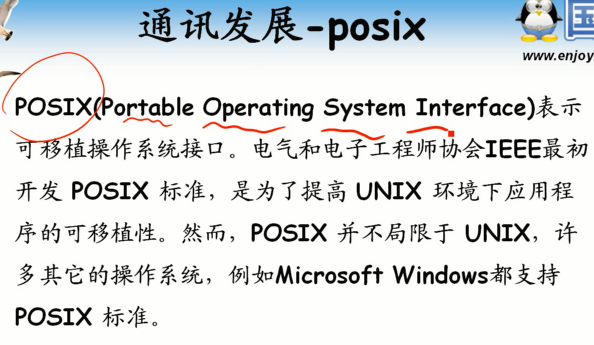 通讯发展-posix
www.enjoy
POSIX(Portable Operating System Interface)表示
可移植操作系统接口。电气和电子工程师协会IEEE最初
开发 POSIX 标准，是为了提高 UNIX 环境下应用程
序的可移植性。然而，POSIX 并不局限于 UNIX，许
多其它的操作系统，例如Microsoft Windows都支持
POSIX 标准。